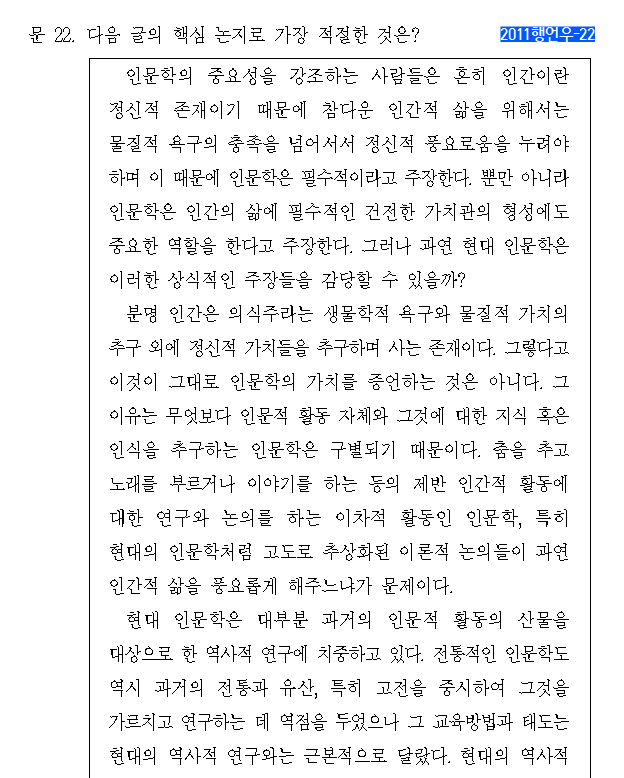 문 22. 다음 글의 핵심 논지로 가장 적절한 것은? 2011행언우-22
인문학의 중요성을 강조하는 사람들은 흔히 인간이란
정신적 존재이기 때문에 참다운 인간적 삶을 위해서는
물질적 욕구의 충족을 넘어서서 정신적 풍요로움을 누려야
하며 이 때문에 인문학은 필수적이라고 주장한다. 뿐만 아니라
인문학은 인간의 삶에 필수적인 건전한 가치관의 형성에도
중요한 역할을 한다고 주장한다. 그러나 과연 현대 인문학은
이러한 상식적인 주장들을 감당할 수 있을까?
분명 인간은 의식주라는 생물학적 욕구와 물질적 가치의
추구 외에 정신적 가치들을 추구하며 사는 존재이다. 그렇다고
이것이 그대로 인문학의 가치를 증언하는 것은 아니다. 그
이유는 무엇보다 인문적 활동 자체와 그것에 대한 지식 혹은
인식을 추구하는 인문학은 구별되기 때문이다. 춤을 추고
노래를 부르거나 이야기를 하는 등의 제반 인간적 활동에
대한 연구와 논의를 하는 이차적 활동인 인문학, 특히
현대의 인문학처럼 고도로 추상화된 이론적 논의들이 과연
인간적 삶을 풍요롭게 해주느냐가 문제이다.
현대 인문학은 대부분 과거의 인문적 활동의 산물을
대상으로 한 역사적 연구에 치중하고 있다. 전통적인 인문학도
역시 과거의 전통과 유산, 특히 고전을 중시하여 그것을
가르치고 연구하는 데 역점을 두었으나 그 교육방법과 태도는
현대의 역사적 연구와는 근본적으로 달랐다. 현대의 역사적